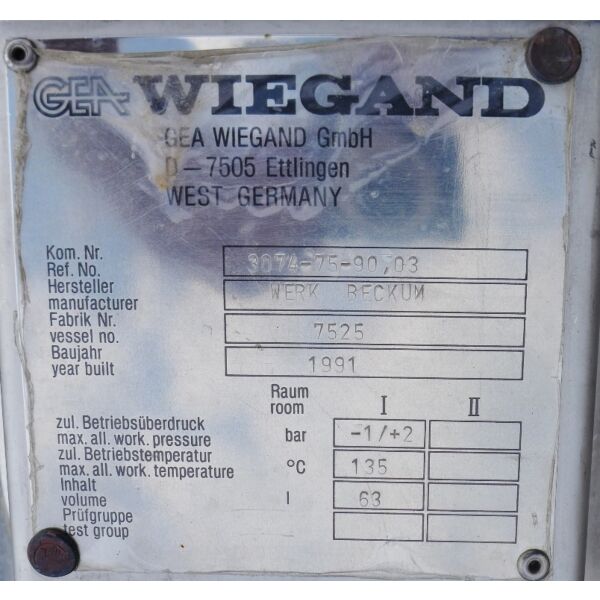 GEA WIEGAND
GEA WIEGAND GmbH
D-7505 Ettlingen
WEST GERMANY
Kom. Nr.
Ref. No. 3074-75-90,03
Hersteller
manufacturer WERK BECKUM
Fabrik Nr.
vessel no. 7525
Baujahr
year built 1991
Raum
room I II
zul. Betriebsüberdruck
max. all. work. pressure bar -1/+2
zul. Betriebstemperatur
max. all. work. temperature °C 135
Inhalt
volume l 63
Prüfgruppe
test group